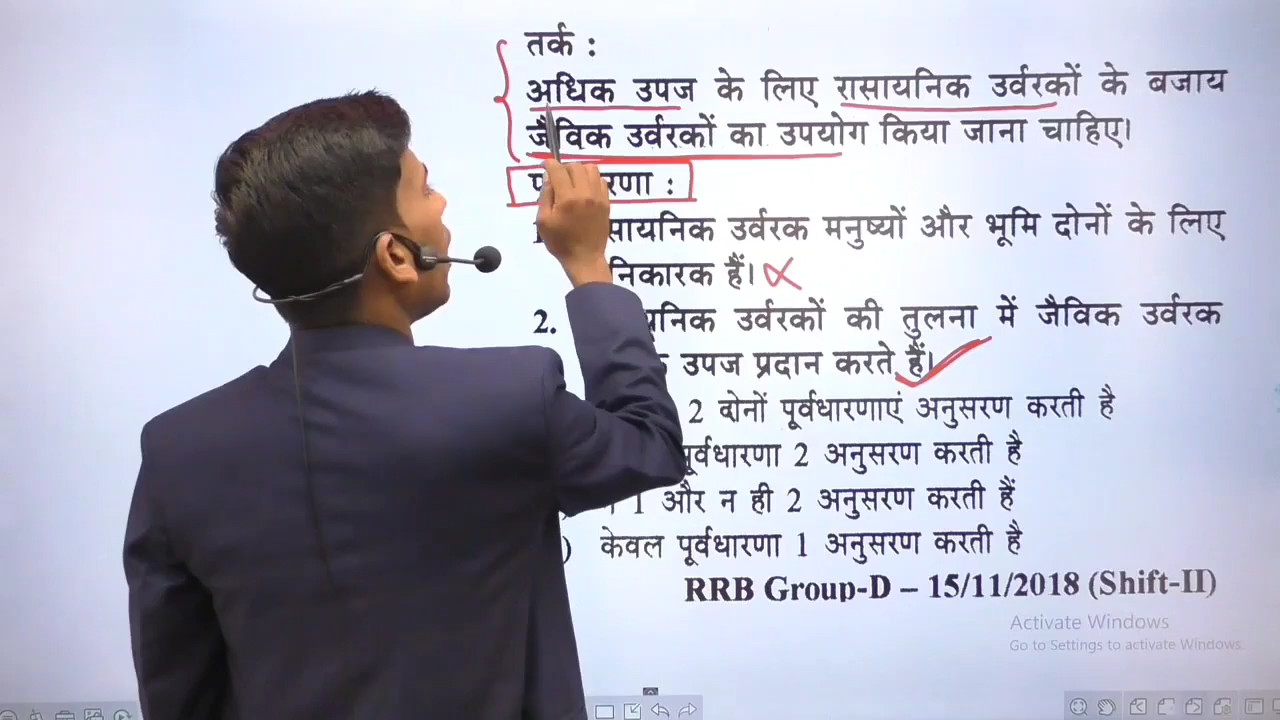 तर्क :
अधिक उपज के लिए रासायनिक उर्वरकों के बजाय
जैविक उर्वरकों का उपयोग किया जाना चाहिए।
रणा :
सायनिक उर्वरक मनुष्यों और भूमि दोनों के लिए
निकारक हैं।
2. यनिक उर्वरकों की तुलना में जैविक उर्वरक
उपज प्रदान करते हैं।
2 दोनों पूर्वधारणाएं अनुसरण करती है
पूर्वधारणा 2 अनुसरण करती है
1 और न ही 2 अनुसरण करती हैं
) केवल पूर्वधारणा 1 अनुसरण करती है
RRB Group-D – 15/11/2018 (Shift-II)
Activate Windows
Go to Settings to activate Windows.